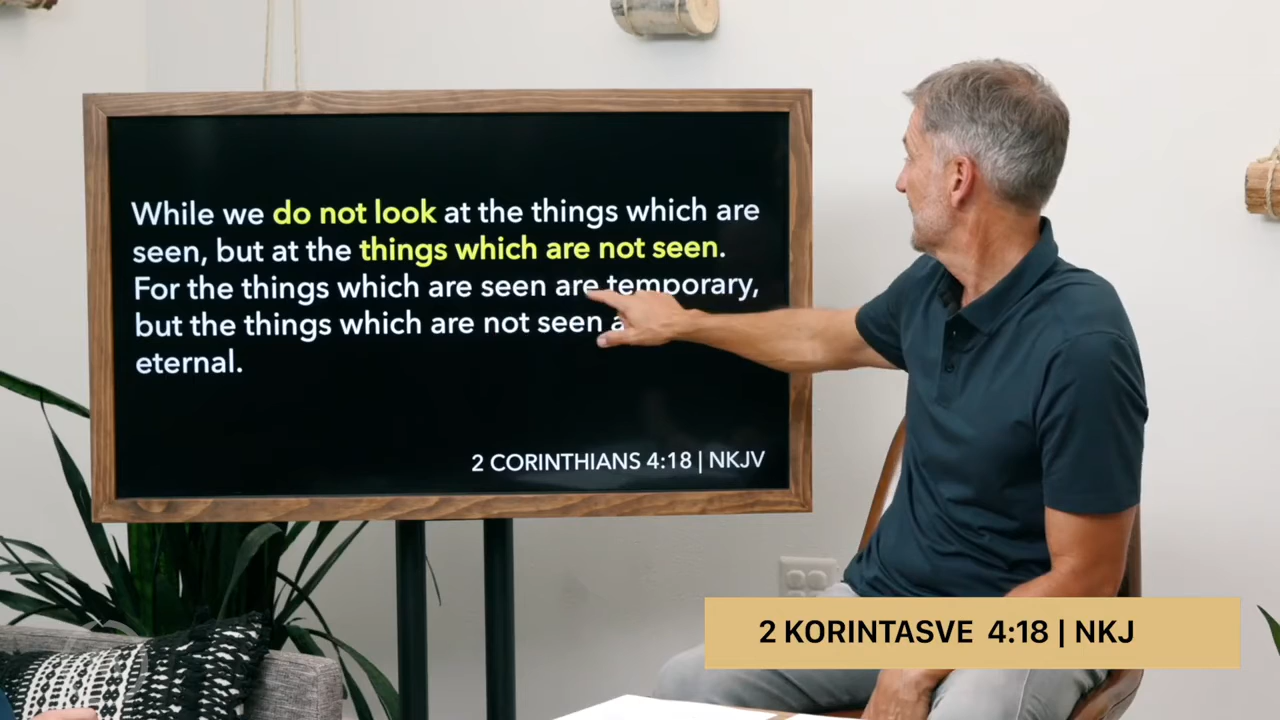 While we do not look at the things which are
seen, but at the things which are not seen.
For the things which are seen are temporary,
but the things which are not seen
eternal.
2 CORINTHIANS 4:18 | NKJV
2 KORINTASVE 4:18 | NKJ